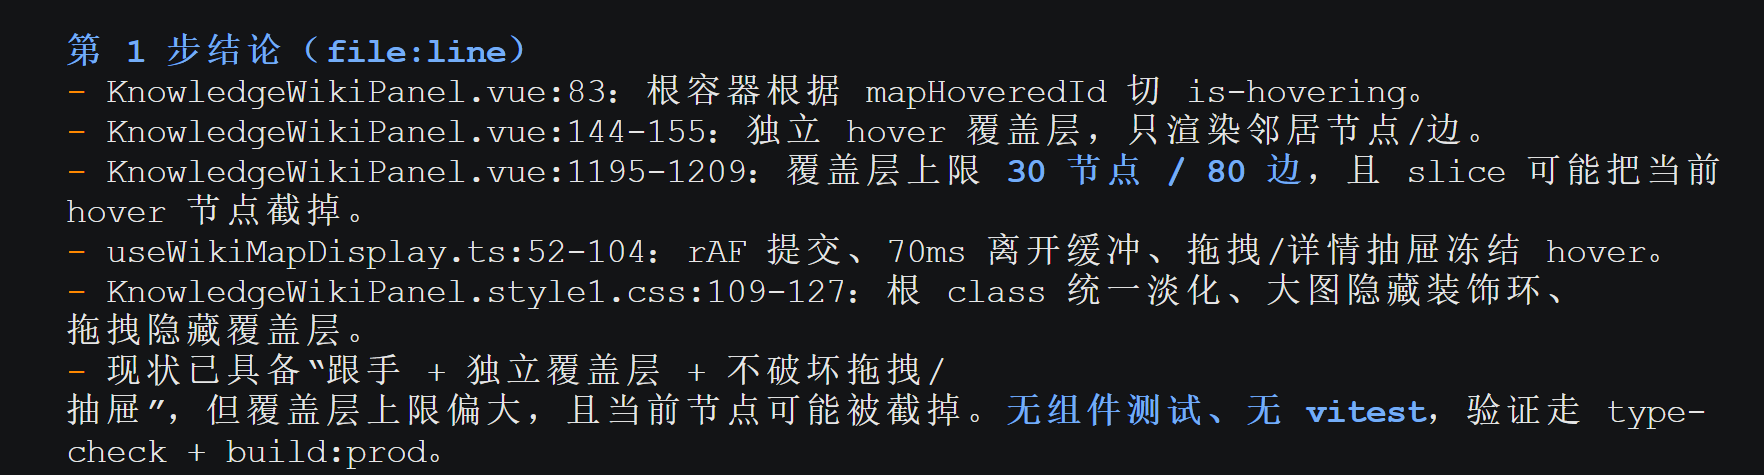 第 1 步结论（file:line）
- KnowledgeWikiPanel.vue:83：根容器根据 mapHoveredId 切 is-hovering。
- KnowledgeWikiPanel.vue:144-155：独立 hover 覆盖层，只渲染邻居节点/边。
- KnowledgeWikiPanel.vue:1195-1209：覆盖层上限 30 节点 / 80 边，且 slice 可能把当前
hover 节点截掉。
- useWikiMapDisplay.ts:52-104：rAF 提交、70ms 离开缓冲、拖拽/详情抽屉冻结 hover。
- KnowledgeWikiPanel.style1.css:109-127：根 class 统一淡化、大图隐藏装饰环、
拖拽隐藏覆盖层。
- 现状已具备“跟手 + 独立覆盖层 + 不破坏拖拽/
抽屉”，但覆盖层上限偏大，且当前节点可能被截掉。无组件测试、无 vitest，验证走 type-
check + build:prod。